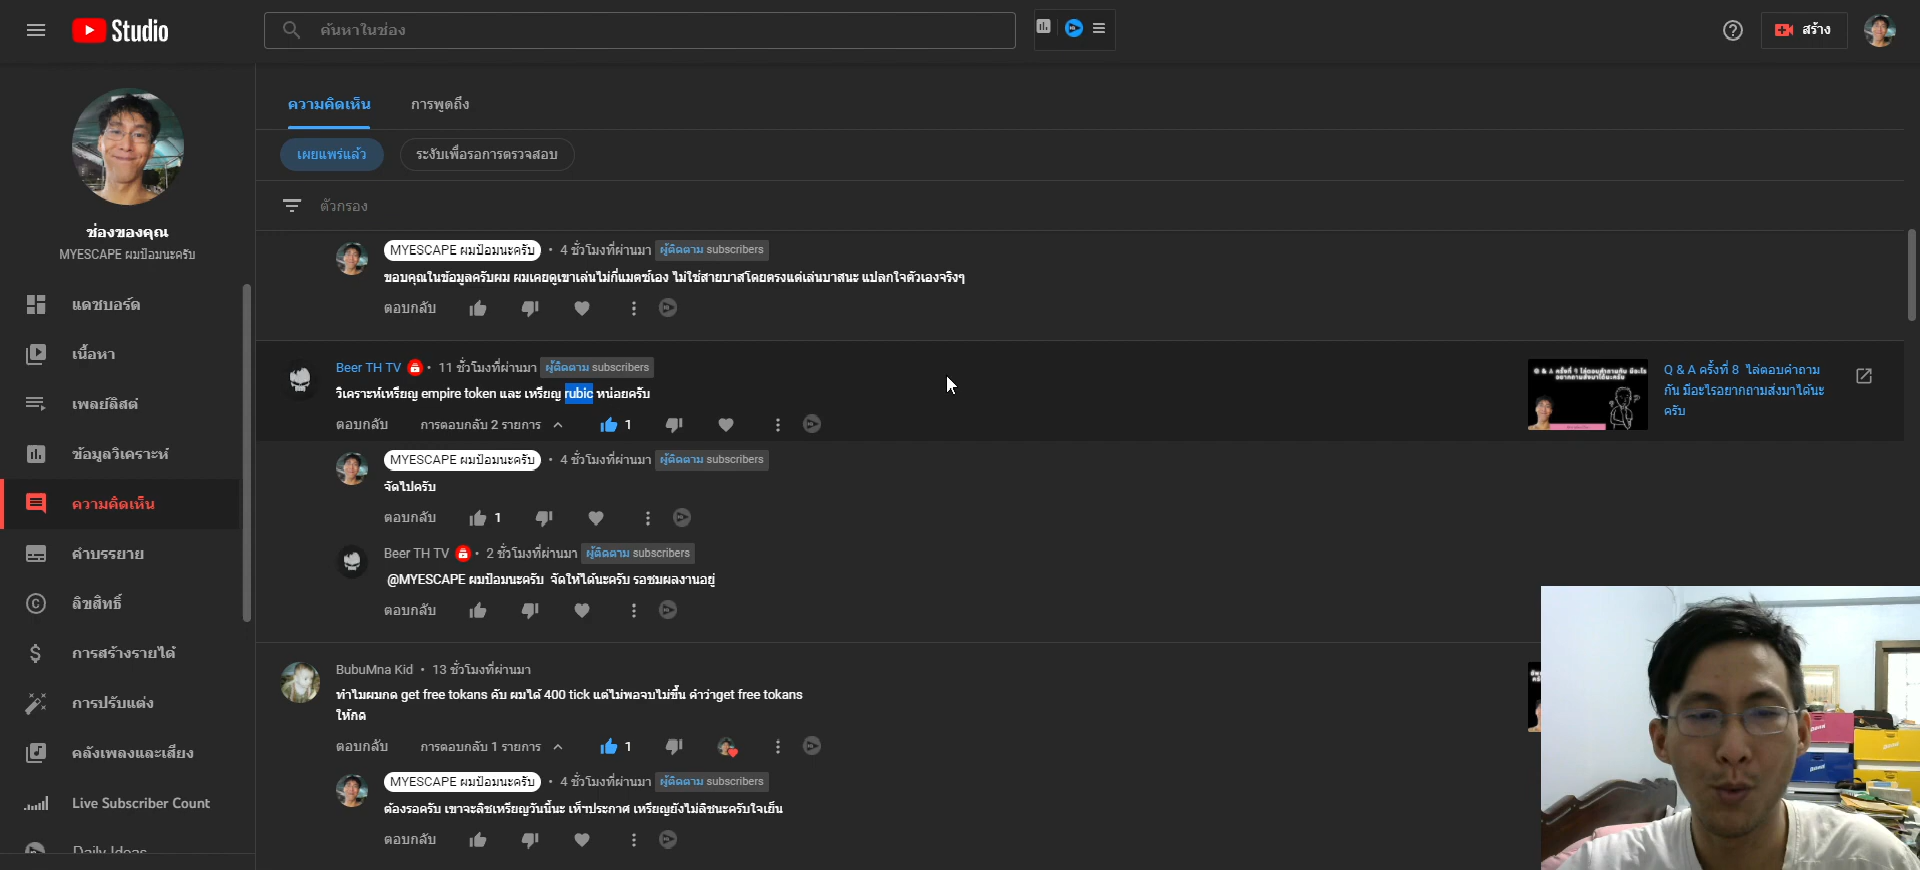 Studio
ค้นหาในช่อง
สร้าง
ช่องของคุณ
MYESCAPE ผมป้อมนะครับ
แดชบอร์ด
เนื้อหา
เพลย์ลิสต์
ข้อมูลวิเคราะห์
ความคิดเห็น
คำบรรยาย
ลิขสิทธิ์
การสร้างรายได้
การปรับแต่ง
คลังเพลงและเสียง
Live Subscriber Count
Daily Ideas
ความคิดเห็น
การพูดถึง
เผยแพร่แล้ว
ระงับเพื่อรอการตรวจสอบ
ตัวกรอง
MYESCAPE ผมป้อมนะครับ • 4 ชั่วโมงที่ผ่านมา ผู้ติดตาม subscribers
ขอบคุณในข้อมูลครับผม ผมเคยดูเขาเล่นไม่กี่แมตช์เอง ไม่ใช่สายบาสโดยตรงแต่เล่นบาสนะ แปลกใจตัวเองจริงๆ
ตอบกลับ
Beer TH TV • 11 ชั่วโมงที่ผ่านมา ผู้ติดตาม subscribers
วิเคราะห์เหรียญ empire token และ เหรียญ rubic หน่อยครับ
ตอบกลับ การตอบกลับ 2 รายการ 1
Q & A ครั้งที่ 8 ไล่ตอบคำถาม
กัน มีอะไรอยากถามส่งมาได้นะ
ครับ
MYESCAPE ผมป้อมนะครับ • 4 ชั่วโมงที่ผ่านมา ผู้ติดตาม subscribers
จัดไปครับ
ตอบกลับ 1
Beer TH TV • 2 ชั่วโมงที่ผ่านมา ผู้ติดตาม subscribers
@MYESCAPE ผมป้อมนะครับ จัดให้ได้นะครับ รอชมผลงานอยู่
ตอบกลับ
BubuMna Kid • 13 ชั่วโมงที่ผ่านมา
ทำไมผมกด get free tokans คับ ผมได้ 400 tick แต่ไม่พอจบไม่ขึ้น คำว่าget free tokans
ให้กด
ตอบกลับ การตอบกลับ 1 รายการ 1
MYESCAPE ผมป้อมนะครับ • 4 ชั่วโมงที่ผ่านมา ผู้ติดตาม subscribers
ต้องรอครับ เขาจะลิชเหรียญวันนี้นะ เห็ฯประกาศ เหรียญยังไม่ลิชนะครับใจเย็น
ตอบกลับ